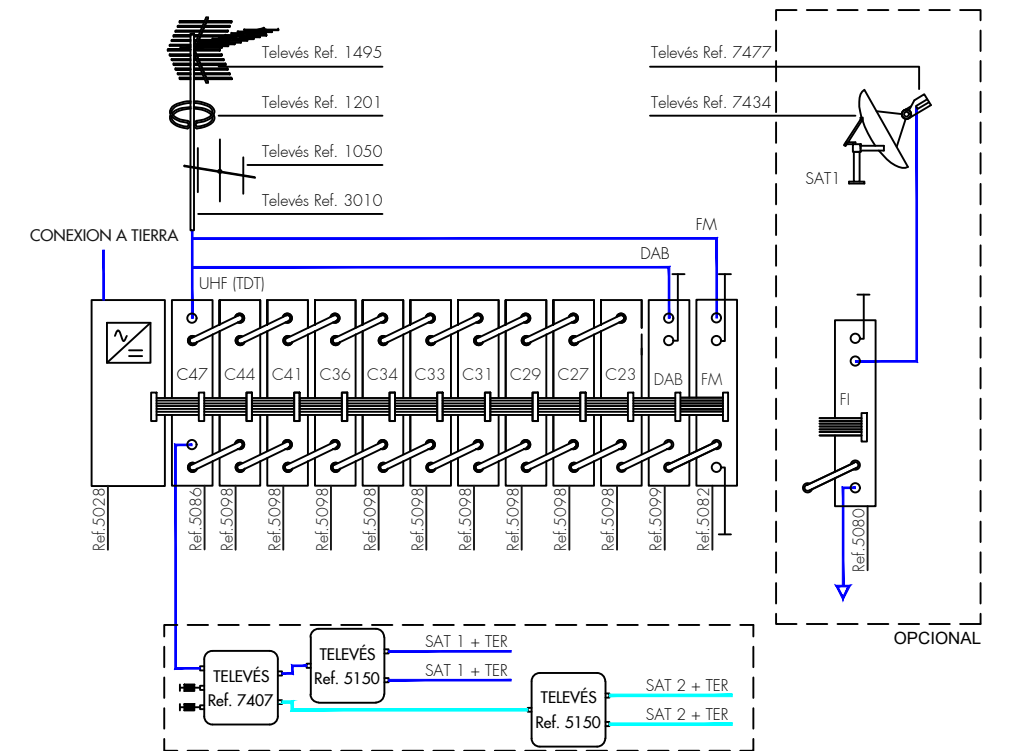 Televés Ref. 1495
Televés Ref. 7477
Televés Ref. 1201
Televés Ref. 7434
Televés Ref. 1050
SAT1
Televés Ref. 3010
CONEXION A TIERRA
FM
DAB
UHF (TDT)
C47 C44 C41 C36 C34 C33 C31 C29 C27 C23 DAB FM
FI
Ref.5028
Ref.5086
Ref.5098
Ref.5098
Ref.5098
Ref.5098
Ref.5098
Ref.5098
Ref.5098
Ref.5098
Ref.5098
Ref.5099
Ref.5082
Ref.5080
OPCIONAL
TELEVÉS
Ref. 7407
TELEVÉS
Ref. 5150
SAT 1 + TER
SAT 1 + TER
TELEVÉS
Ref. 5150
SAT 2 + TER
SAT 2 + TER